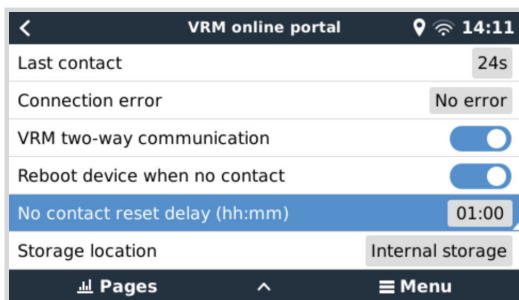 VRM online portal 14:11
Last contact 24s
Connection error No error
VRM two-way communication
Reboot device when no contact
No contact reset delay (hh:mm) 01:00
Storage location Internal storage
Pages Menu